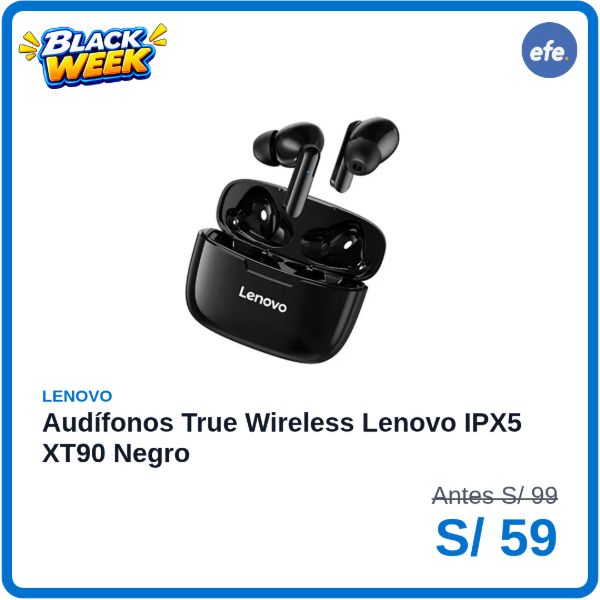 BLACK
WEEK
efe.
Lenovo
LENOVO
Audífonos True Wireless Lenovo IPX5
XT90 Negro
Antes S/ 99
S/ 59